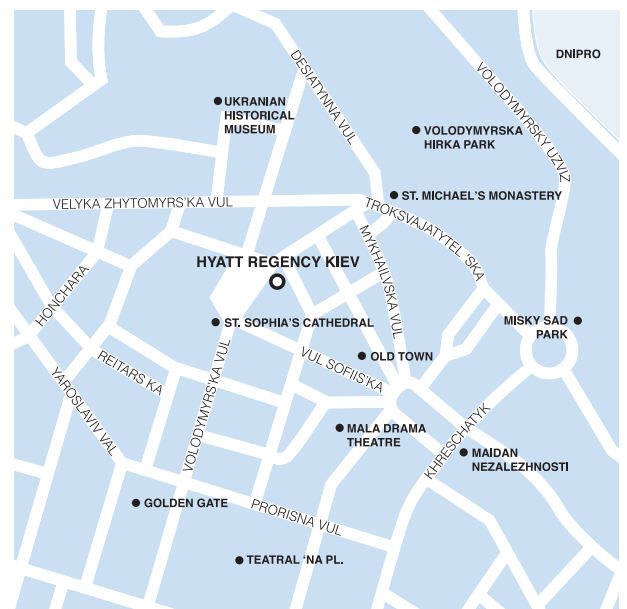 DNIPRO
DESIATYNNA VUL
VOLODYMYRSKY UZVIZ
UKRANIAN
HISTORICAL
MUSEUM
VOLODYMYRSKA
HIRKA PARK
ST. MICHAEL'S MONASTERY
VELYKA ZHYTOMYRS'KA VUL
TROKSVAJATYTEL 'SKA
MYKHAILVSKA VUL
HYATT REGENCY KIEV
HONCHARA
ST. SOPHIA'S CATHEDRAL
MISKY SAD
PARK
REITARS KA
VUL SOFIIS'KA
OLD TOWN
YAROSLAVIV VAL
VOLODYMYRS'KA VUL
MALA DRAMA
THEATRE
KHRESCHATYK
MAIDAN
NEZALEZHNOSTI
GOLDEN GATE
PRORISNA VUL
TEATRAL 'NA PL.